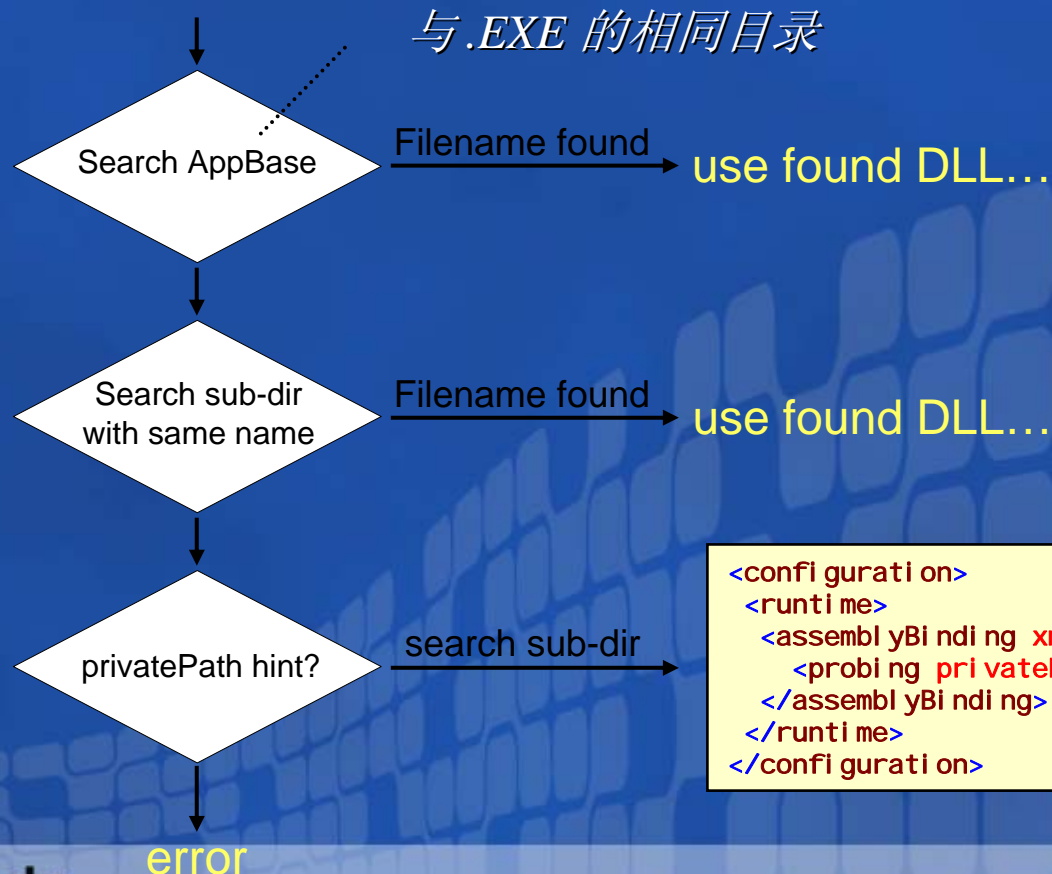 与.EXE 的相同目录
Search AppBase
Filename found
use found DLL…
Search sub-dir
with same name
Filename found
use found DLL…
privatePath hint?
search sub-dir
<configuration>
<runtime>
<assemblyBinding
<probing
</assemblyBinding>
</runtime>
</configuration>
error